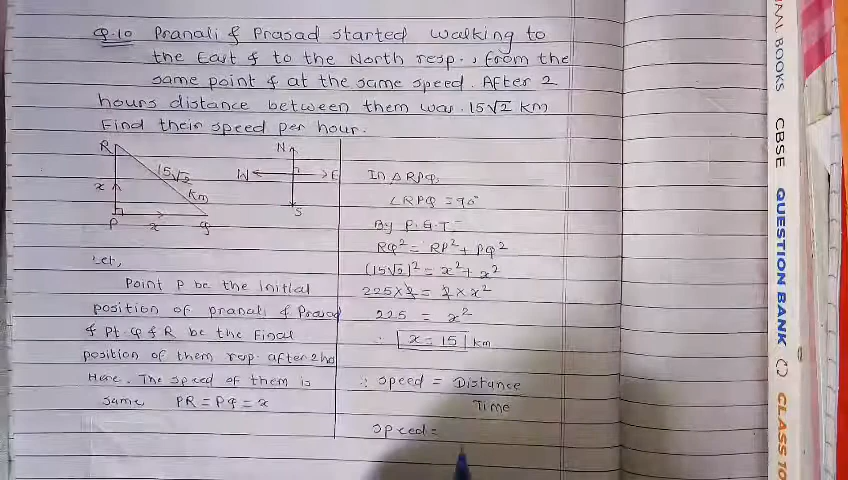 Q.10 Pranali & Prasad started walking to
the East & to the North resp., from the
same point & at the same speed. After 2
hours distance between them was 15√2 km
Find their speed per hour.
R
15√2
km
x
P
x
Q
N
W
E
S
Let,
Point P be the initial
position of pranali & Prasad
& pt. Q & R be the final
position of them resp. after 2 hd
Here, The speed of them is
same PR = PQ = x
In △RPQ,
∠RPQ = 90°
By P.G.T-
RQ² = RP² + PQ²
(15√2)² = x² + x²
225 × 2 = 2 × x²
225 = x²
∴ x = 15 km
∴ speed = Distance
Time
speed =
NAAL BOOKS
CBSE QUESTION BANK
CLASS 10